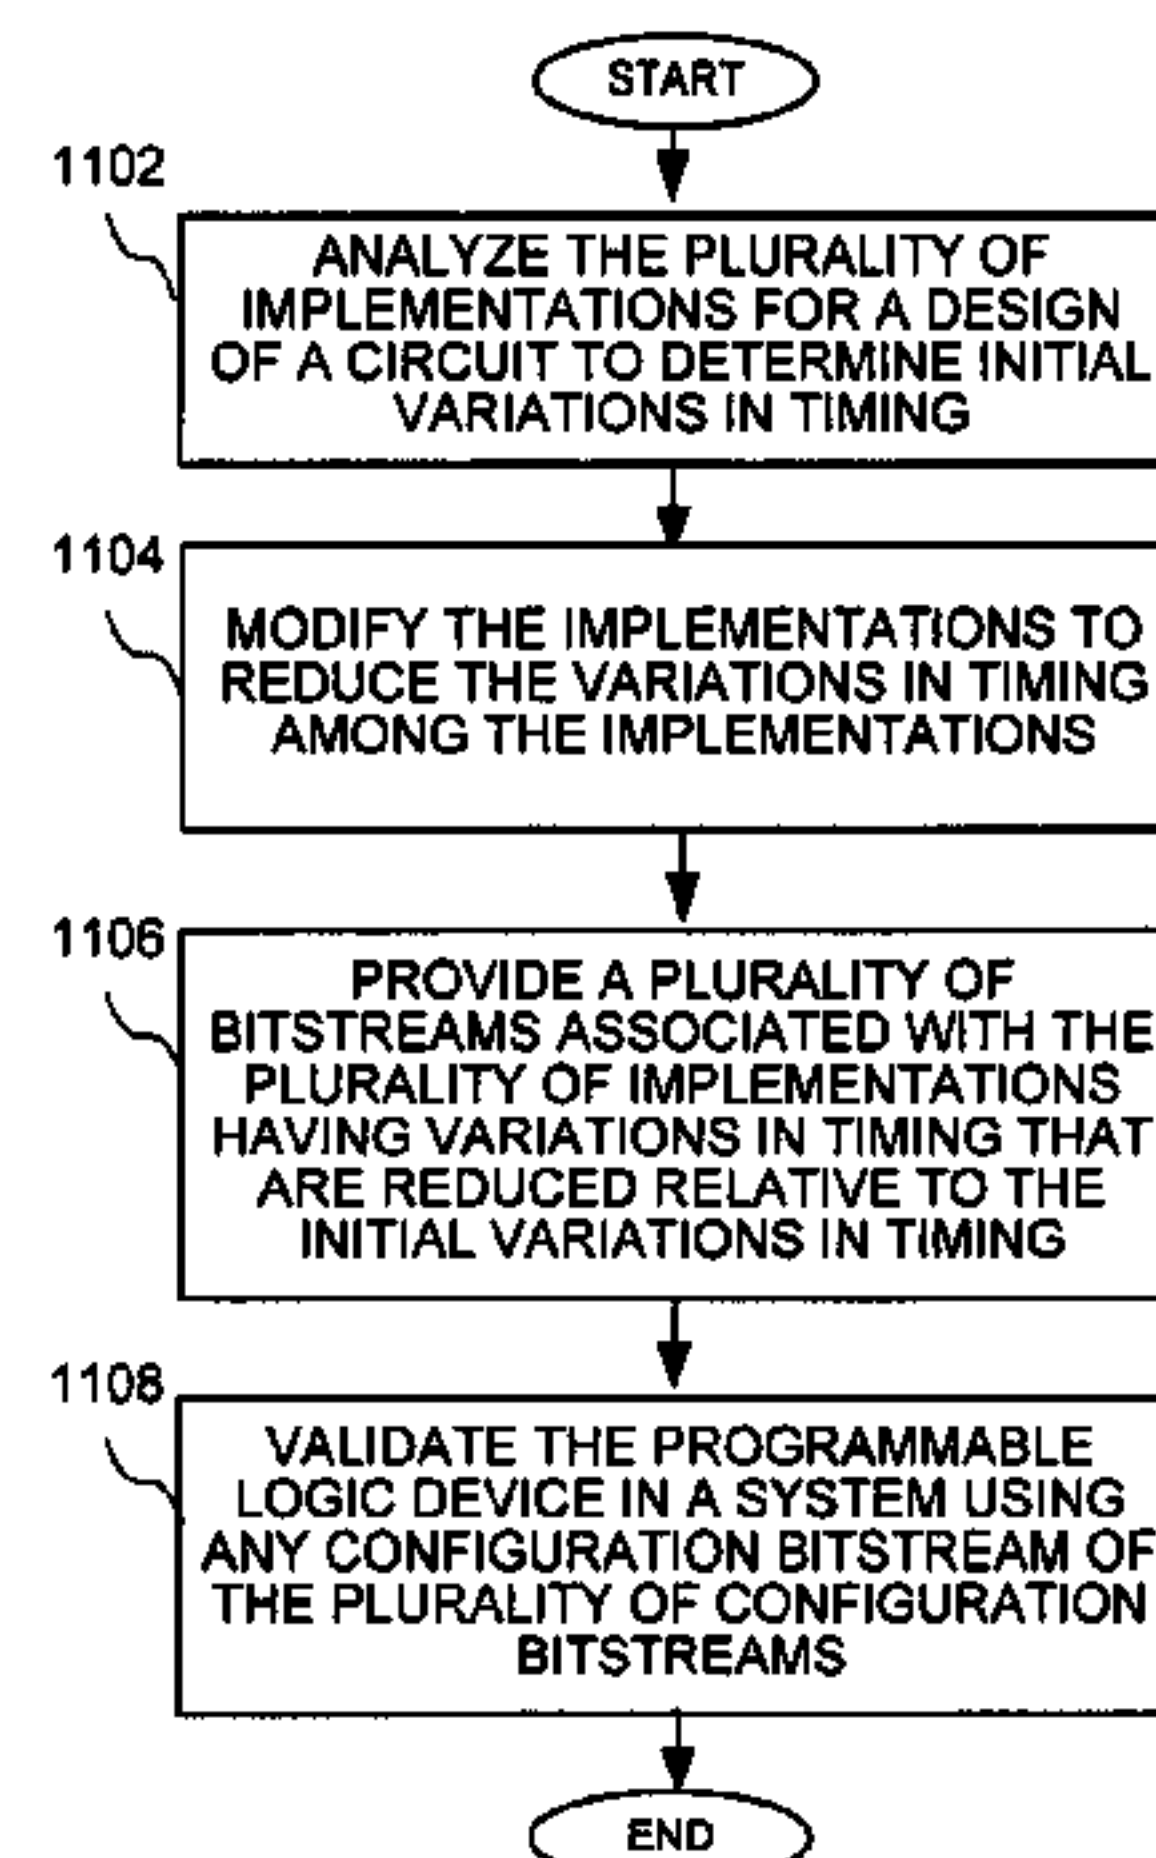 START
1102
ANALYZE THE PLURALITY OF
IMPLEMENTATIONS FOR A DESIGN
OF A CIRCUIT TO DETERMINE INITIAL
VARIATIONS IN TIMING
1104
MODIFY THE IMPLEMENTATIONS TO
REDUCE THE VARIATIONS IN TIMING
AMONG THE IMPLEMENTATIONS
1106
PROVIDE A PLURALITY OF
BITSTREAMS ASSOCIATED WITH THE
PLURALITY OF IMPLEMENTATIONS
HAVING VARIATIONS IN TIMING THAT
ARE REDUCED RELATIVE TO THE
INITIAL VARIATIONS IN TIMING
1108
VALIDATE THE PROGRAMMABLE
LOGIC DEVICE IN A SYSTEM USING
ANY CONFIGURATION BITSTREAM OF
THE PLURALITY OF CONFIGURATION
BITSTREAMS
END